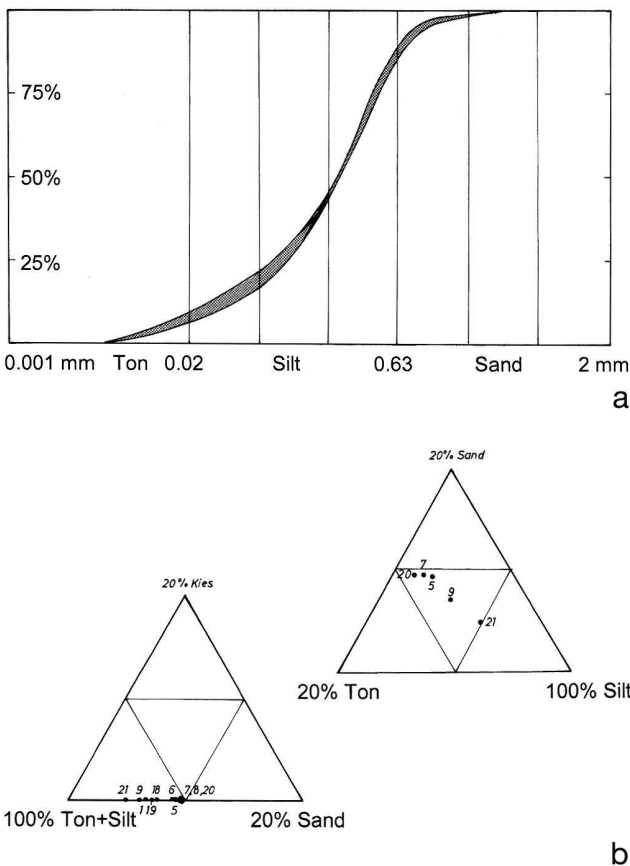 75%
50%
25%
0.001 mm Ton 0.02 Silt 0.63 Sand 2 mm
a
20% Sand
20 7
5
9
21
20% Ton 100% Silt
20% Kies
21 9 18 6 7,8,20
1 19 5
100% Ton+Silt 20% Sand
b